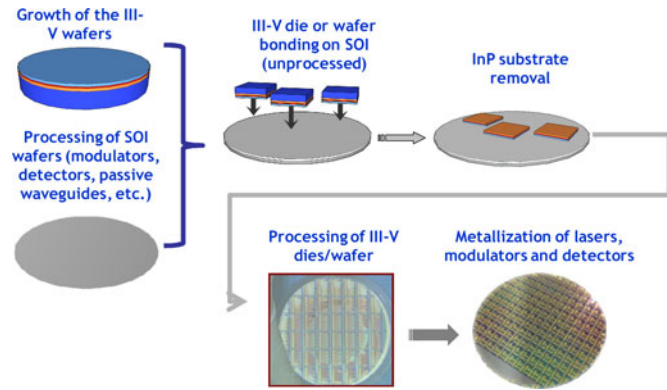 Growth of the III-
V wafers
III-V die or wafer
bonding on SOI
(unprocessed)
InP substrate
removal
Processing of SOI
wafers (modulators,
detectors, passive
waveguides, etc.)
Processing of III-V
dies/wafer
Metallization of lasers,
modulators and detectors